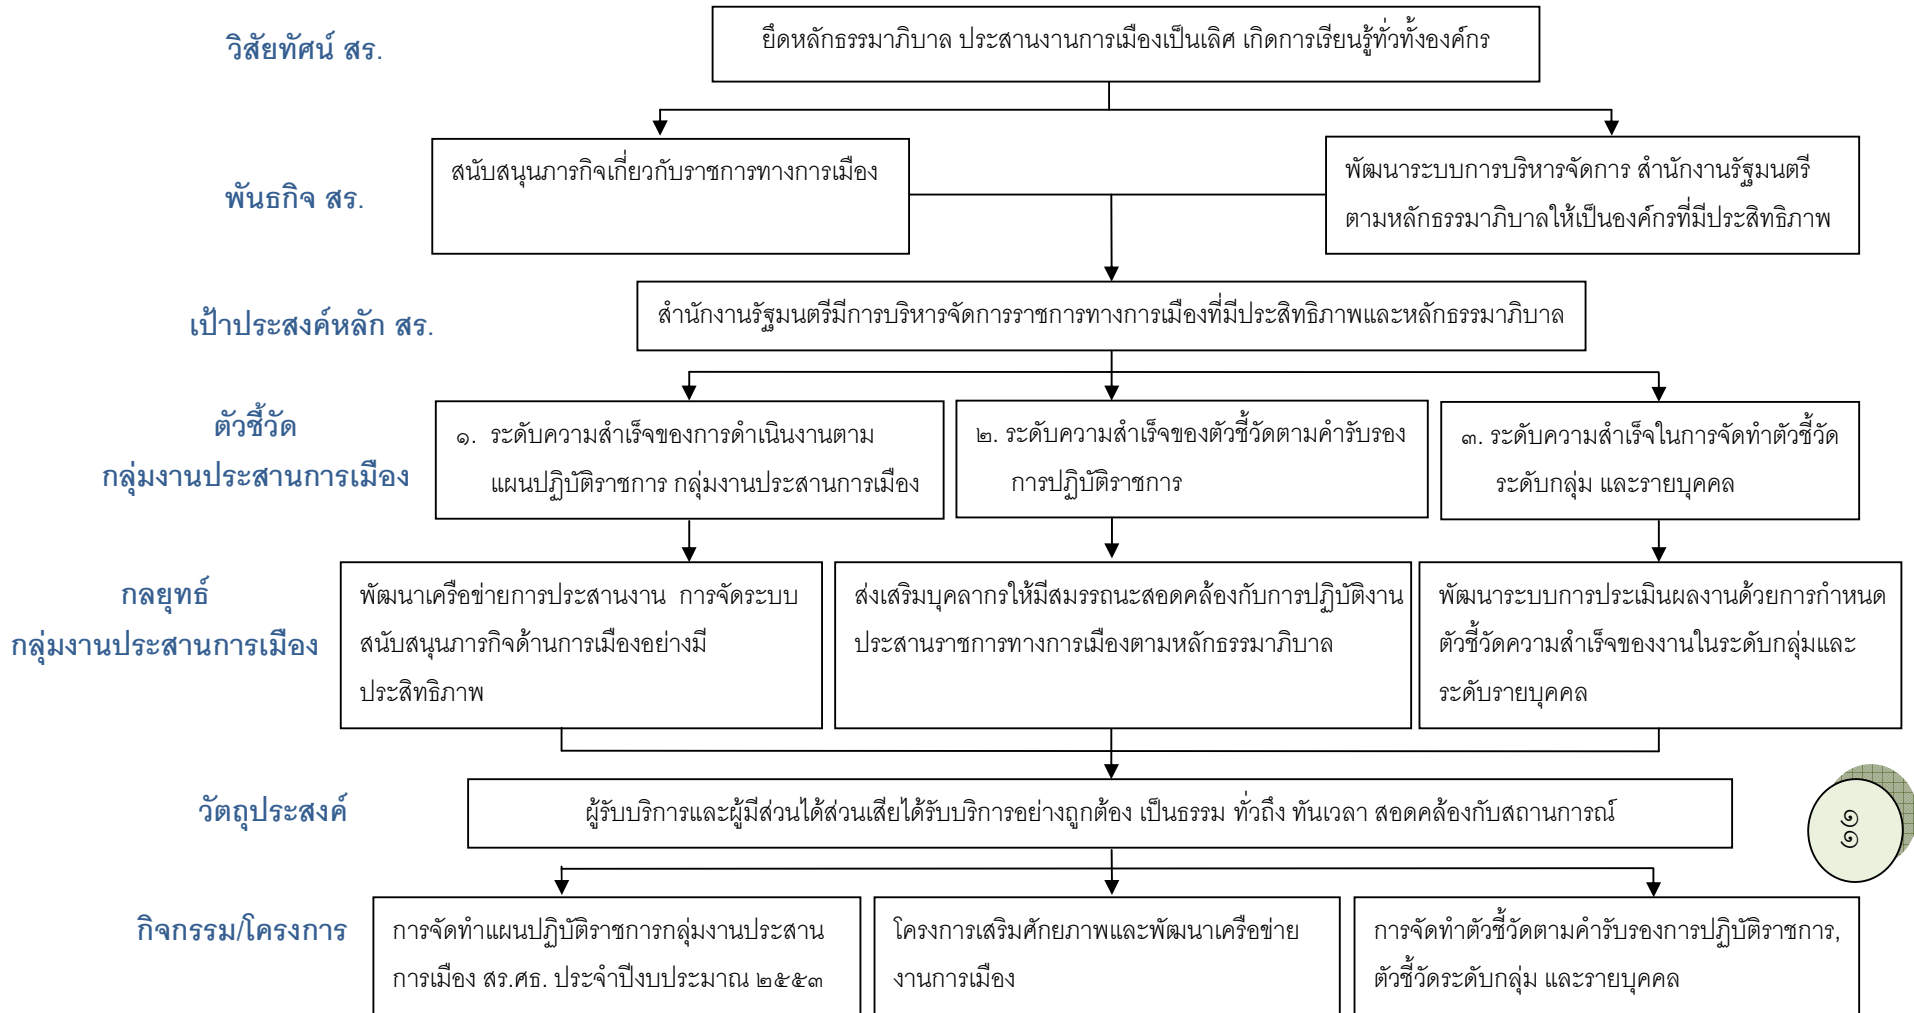 วิสัยทัศน์ สร.
ยึดหลักธรรมาภิบาล ประสานงานการเมืองเป็นเลิศ เกิดการเรียนรู้ทั่วทั้งองค์กร
พันธกิจ สร.
สนับสนุนภารกิจเกี่ยวกับราชการทางการเมือง
พัฒนาระบบการบริหารจัดการ สำนักงานรัฐมนตรี
ตามหลักธรรมาภิบาลให้เป็นองค์กรที่มีประสิทธิภาพ
เป้าประสงค์หลัก สร.
สำนักงานรัฐมนตรีมีการบริหารจัดการราชการทางการเมืองที่มีประสิทธิภาพและหลักธรรมาภิบาล
ตัวชี้วัด
กลุ่มงานประสานการเมือง
๑. ระดับความสำเร็จของการดำเนินงานตาม
แผนปฏิบัติราชการ กลุ่มงานประสานการเมือง
๒. ระดับความสำเร็จของตัวชี้วัดตามคำรับรอง
การปฏิบัติราชการ
๓. ระดับความสำเร็จในการจัดทำตัวชี้วัด
ระดับกลุ่ม และรายบุคคล
กลยุทธ์
กลุ่มงานประสานการเมือง
พัฒนาเครือข่ายการประสานงาน การจัดระบบ
สนับสนุนภารกิจด้านการเมืองอย่างมี
ประสิทธิภาพ
ส่งเสริมบุคลากรให้มีสมรรถนะสอดคล้องกับการปฏิบัติงาน
ประสานราชการทางการเมืองตามหลักธรรมาภิบาล
พัฒนาระบบการประเมินผลงานด้วยการกำหนด
ตัวชี้วัดความสำเร็จของงานในระดับกลุ่มและ
ระดับรายบุคคล
วัตถุประสงค์
ผู้รับบริการและผู้มีส่วนได้ส่วนเสียได้รับบริการอย่างถูกต้อง เป็นธรรม ทั่วถึง ทันเวลา สอดคล้องกับสถานการณ์
๑๑
กิจกรรม/โครงการ
การจัดทำแผนปฏิบัติราชการกลุ่มงานประสาน
การเมือง สร.ศธ. ประจำปีงบประมาณ ๒๕๕๓
โครงการเสริมศักยภาพและพัฒนาเครือข่าย
งานการเมือง
การจัดทำตัวชี้วัดตามคำรับรองการปฏิบัติราชการ,
ตัวชี้วัดระดับกลุ่ม และรายบุคคล